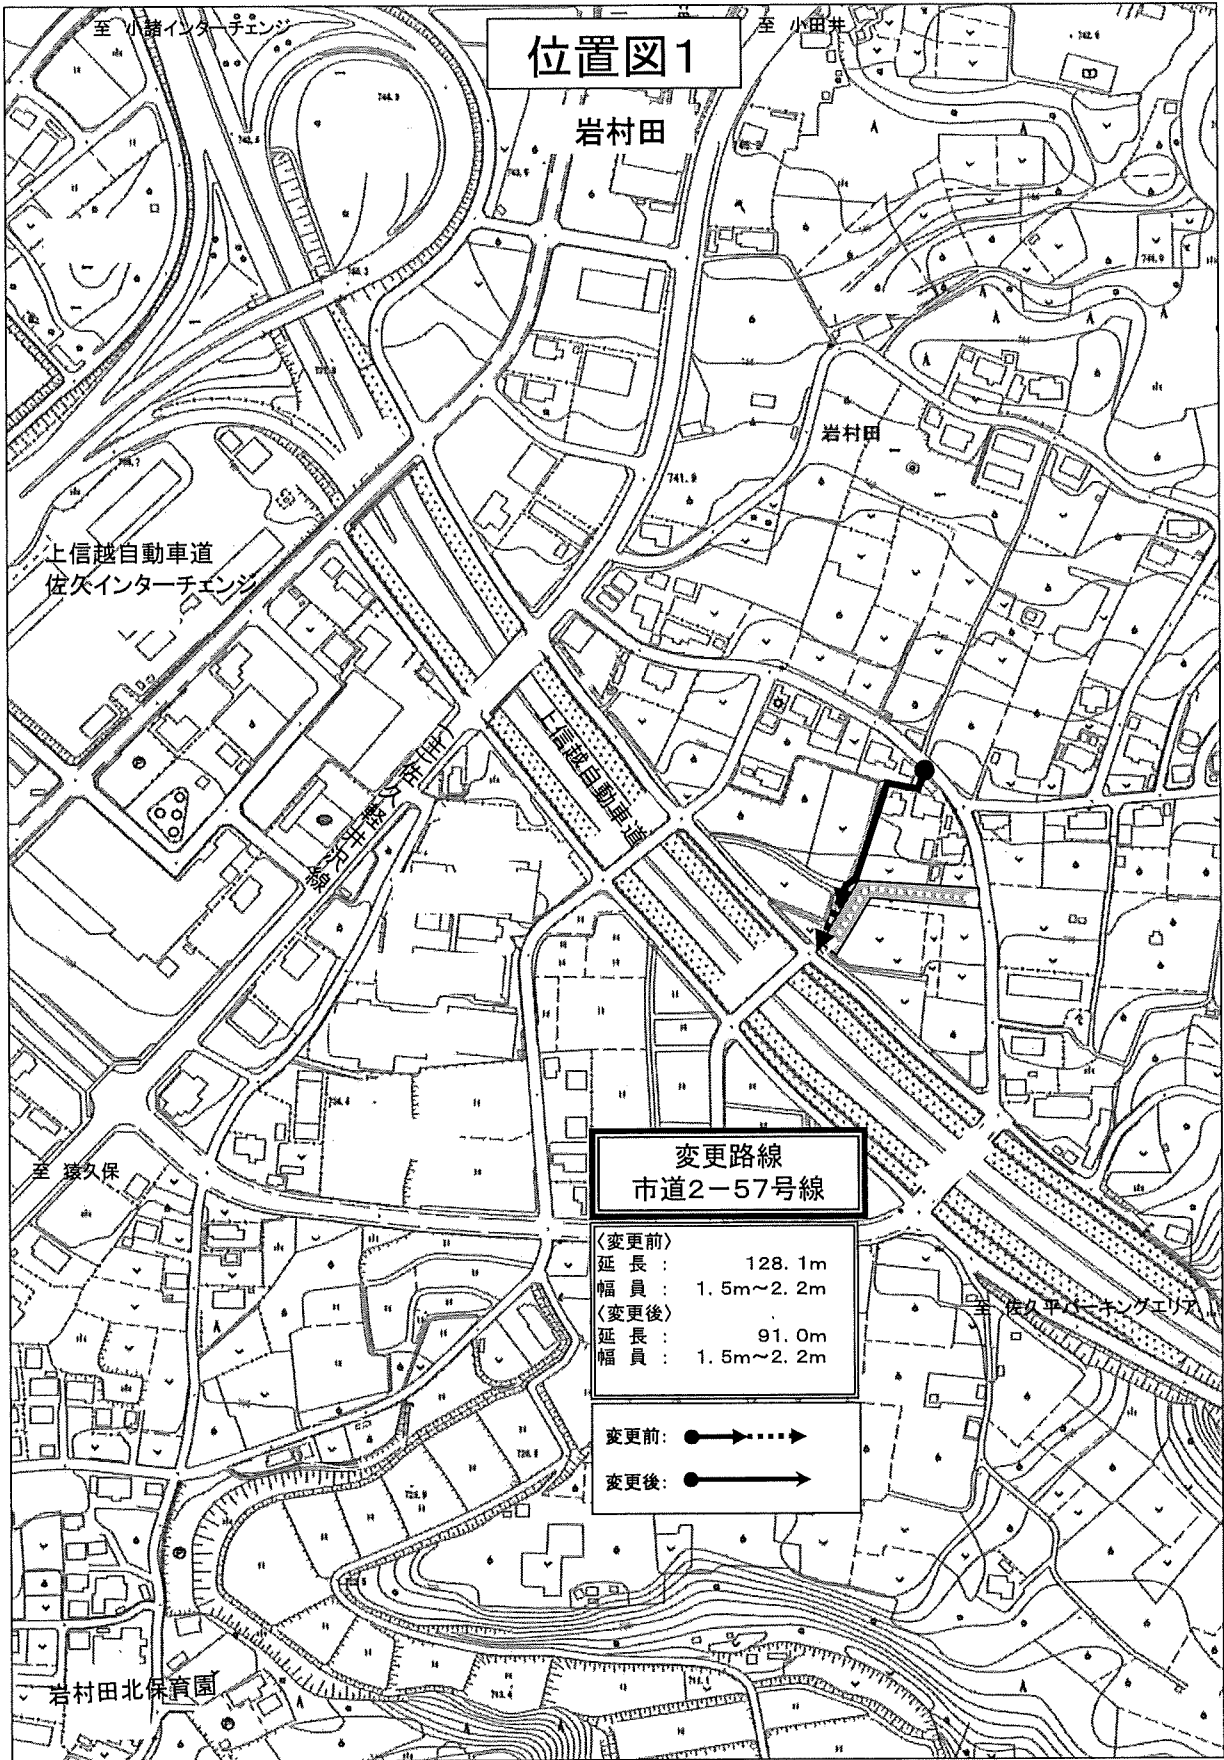 至 小諸インターチェンジ
位置図1
至 小田井
岩村田
岩村田
741.9
上信越自動車道
佐久インターチェンジ
上信越自動車道
(主)佐久軽井沢線
至 猿久保
変更路線
市道2－57号線
〈変更前〉
延 長 : 128. 1m
幅 員 : 1. 5m～2. 2m
〈変更後〉
延 長 : 91. 0m
幅 員 : 1. 5m～2. 2m
至 佐久平パーキングエリア
変更前:
変更後:
岩村田北保育園